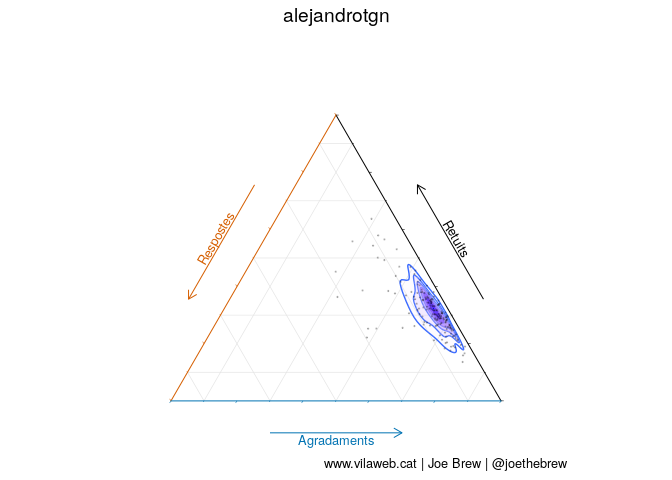 alejandrotgn
Respostes
Retuits
Agradaments
www.vilaweb.cat | Joe Brew | @joethebrew